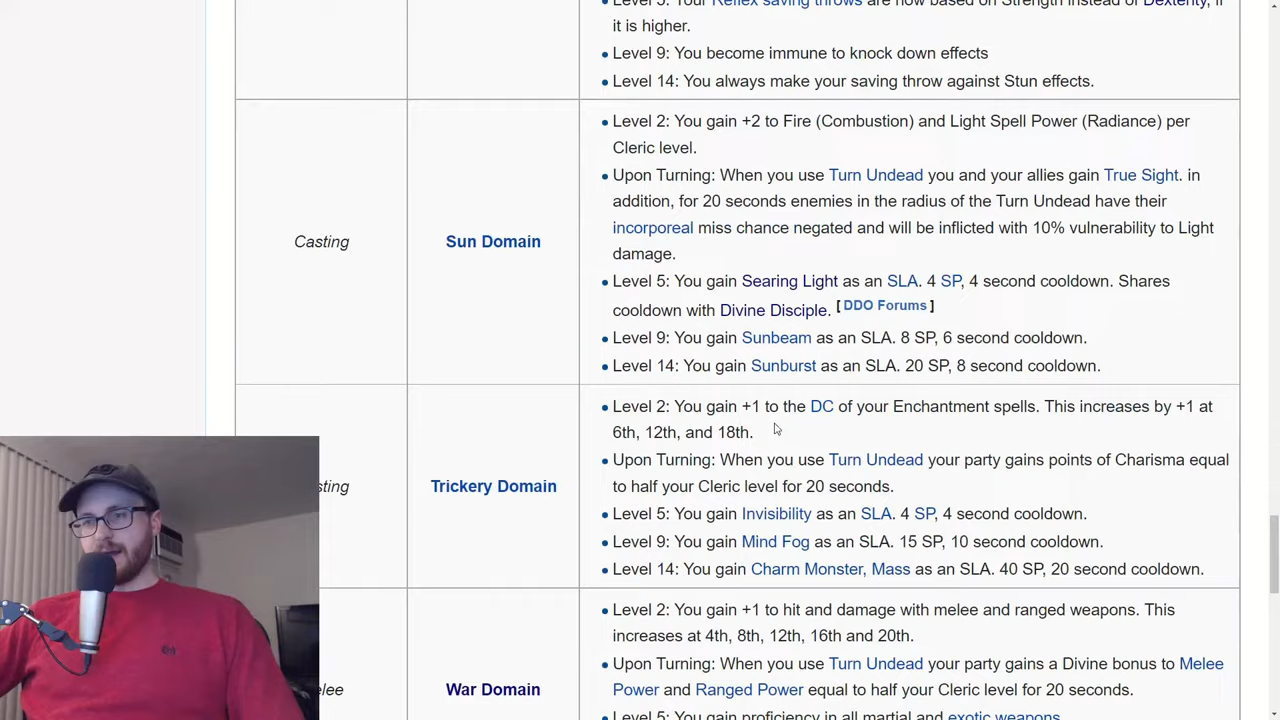 Level 5: Your Reflex saving throws are now based on Strength instead of Dexterity, if
it is higher.
Level 9: You become immune to knock down effects
Level 14: You always make your saving throw against Stun effects.
Casting
Sun Domain
Level 2: You gain +2 to Fire (Combustion) and Light Spell Power (Radiance) per
Cleric level.
Upon Turning: When you use Turn Undead you and your allies gain True Sight. in
addition, for 20 seconds enemies in the radius of the Turn Undead have their
incorporeal miss chance negated and will be inflicted with 10% vulnerability to Light
damage.
Level 5: You gain Searing Light as an SLA. 4 SP, 4 second cooldown. Shares
cooldown with Divine Disciple. [ DDO Forums ]
Level 9: You gain Sunbeam as an SLA. 8 SP, 6 second cooldown.
Level 14: You gain Sunburst as an SLA. 20 SP, 8 second cooldown.
sting
Trickery Domain
Level 2: You gain +1 to the DC of your Enchantment spells. This increases by +1 at
6th, 12th, and 18th.
Upon Turning: When you use Turn Undead your party gains points of Charisma equal
to half your Cleric level for 20 seconds.
Level 5: You gain Invisibility as an SLA. 4 SP, 4 second cooldown.
Level 9: You gain Mind Fog as an SLA. 15 SP, 10 second cooldown.
Level 14: You gain Charm Monster, Mass as an SLA. 40 SP, 20 second cooldown.
elee
War Domain
Level 2: You gain +1 to hit and damage with melee and ranged weapons. This
increases at 4th, 8th, 12th, 16th and 20th.
Upon Turning: When you use Turn Undead your party gains a Divine bonus to Melee
Power and Ranged Power equal to half your Cleric level for 20 seconds.
Level 5: You gain proficiency in all martial and exotic weapons.